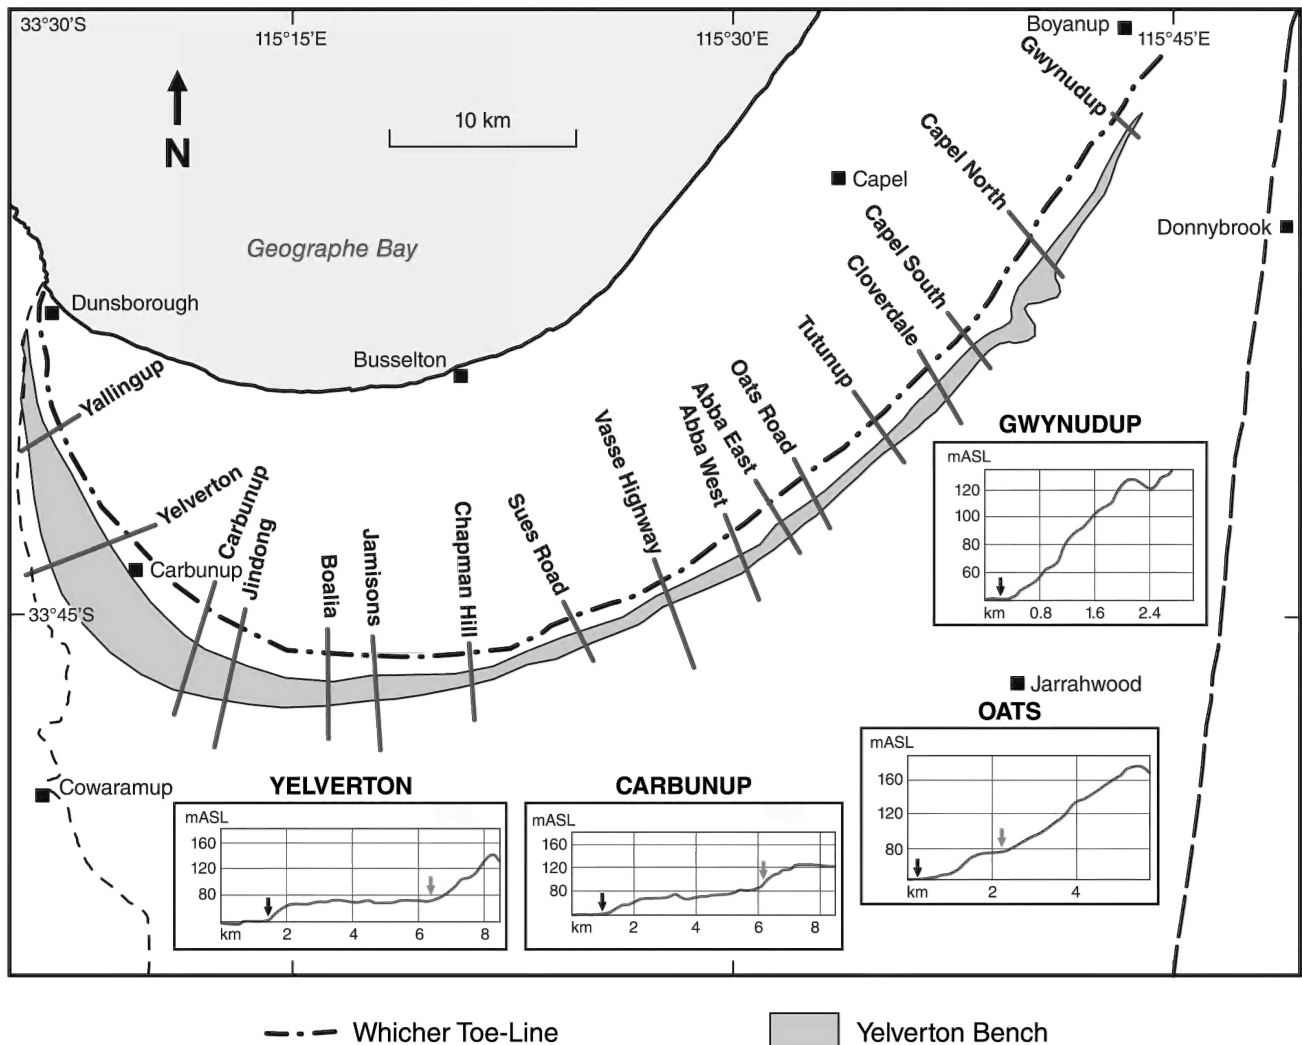 33°30'S
115°15'E
115°30'E
115°45'E
Boyanup
Gwynudup
10 km
N
Capel North
Capel
Capel South
Donnybrook
Geographe Bay
Cloverdale
Dunsborough
Tutunup
Busselton
Oats Road
Yallingup
Abba East
Abba West
Vasse Highway
Yelverton
Carbunup
Jindong
Sues Road
Chapman Hill
Jamisons
Boalia
Carbunup
33°45'S
GWYNUDUP
mASL
120
100
80
60
km 0.8 1.6 2.4
Jarrahwood
OATS
mASL
160
120
80
km 2 4
Cowaramup
YELVERTON
mASL
160
120
80
km 2 4 6 8
CARBUNUP
mASL
160
120
80
km 2 4 6 8
Whicher Toe-Line
Yelverton Bench